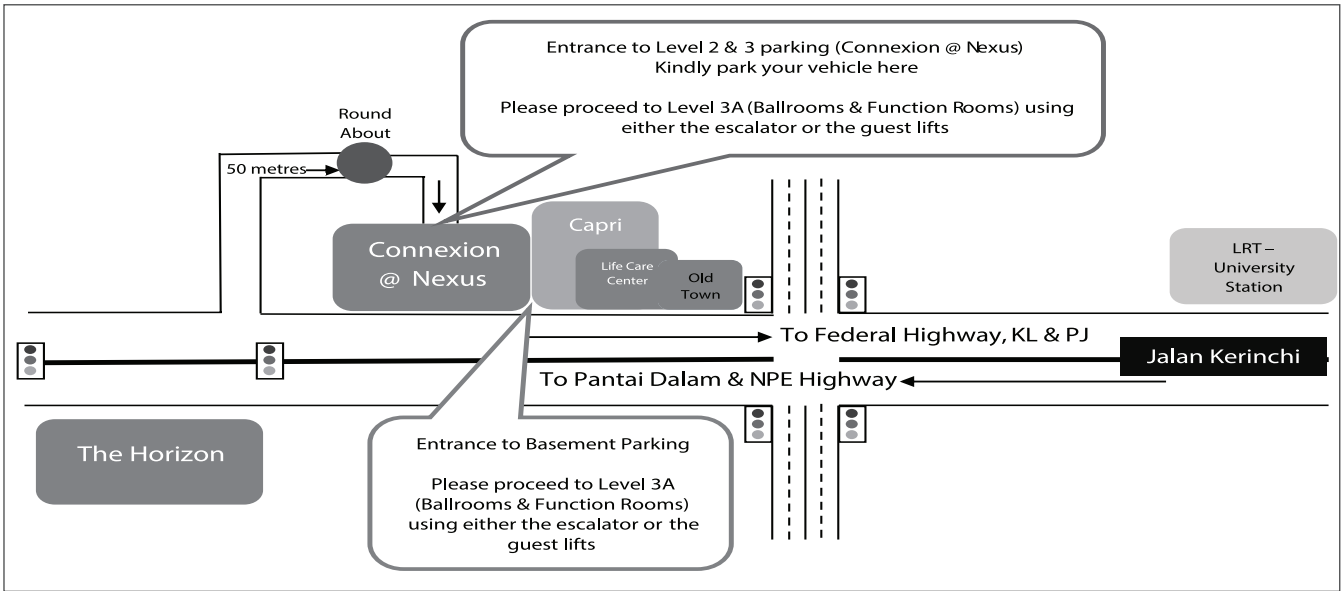 Entrance to Level 2 & 3 parking (Connexion @ Nexus)
Kindly park your vehicle here
Please proceed to Level 3A (Ballrooms & Function Rooms) using
either the escalator or the guest lifts
Round
About
50 metres
Connexion
@ Nexus
Capri
Life Care
Center
Old
Town
LRT –
University
Station
To Federal Highway, KL & PJ
Jalan Kerinchi
To Pantai Dalam & NPE Highway
The Horizon
Entrance to Basement Parking
Please proceed to Level 3A
(Ballrooms & Function Rooms)
using either the escalator or the
guest lifts